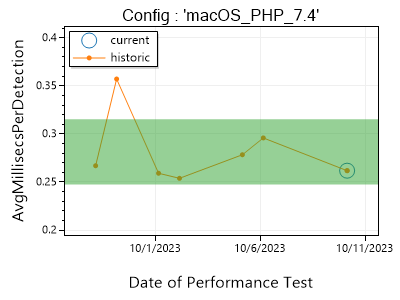 Config : 'macOS_PHP_7.4'
current
historic
AvgMillisecsPerDetection
0.4
0.35
0.3
0.25
0.2
10/1/2023 10/6/2023 10/11/2023
Date of Performance Test